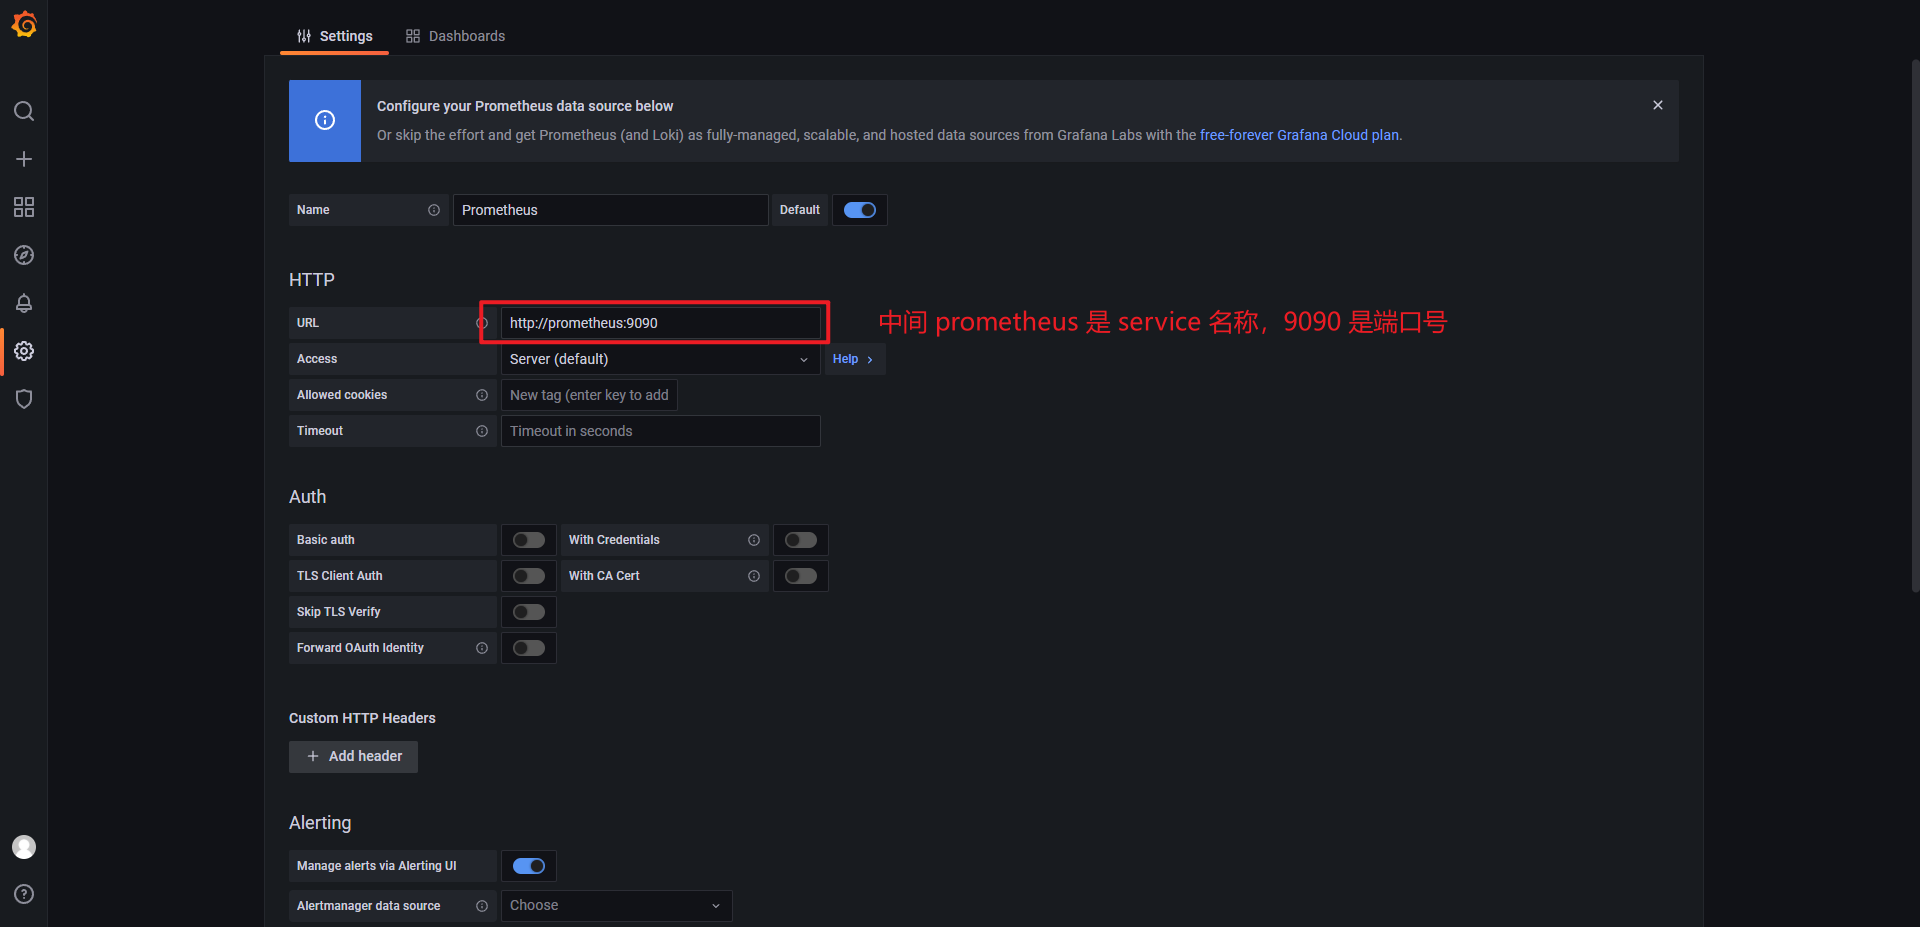 Settings Dashboards
Configure your Prometheus data source below
Or skip the effort and get Prometheus (and Loki) as fully-managed, scalable, and hosted data sources from Grafana Labs with the free-forever Grafana Cloud plan.
Name Prometheus Default
HTTP
URL http://prometheus:9090 中间 prometheus 是 service 名称，9090 是端口号
Access Server (default) Help
Allowed cookies New tag (enter key to add
Timeout Timeout in seconds
Auth
Basic auth With Credentials
TLS Client Auth With CA Cert
Skip TLS Verify
Forward OAuth Identity
Custom HTTP Headers
Add header
Alerting
Manage alerts via Alerting UI
Alertmanager data source Choose